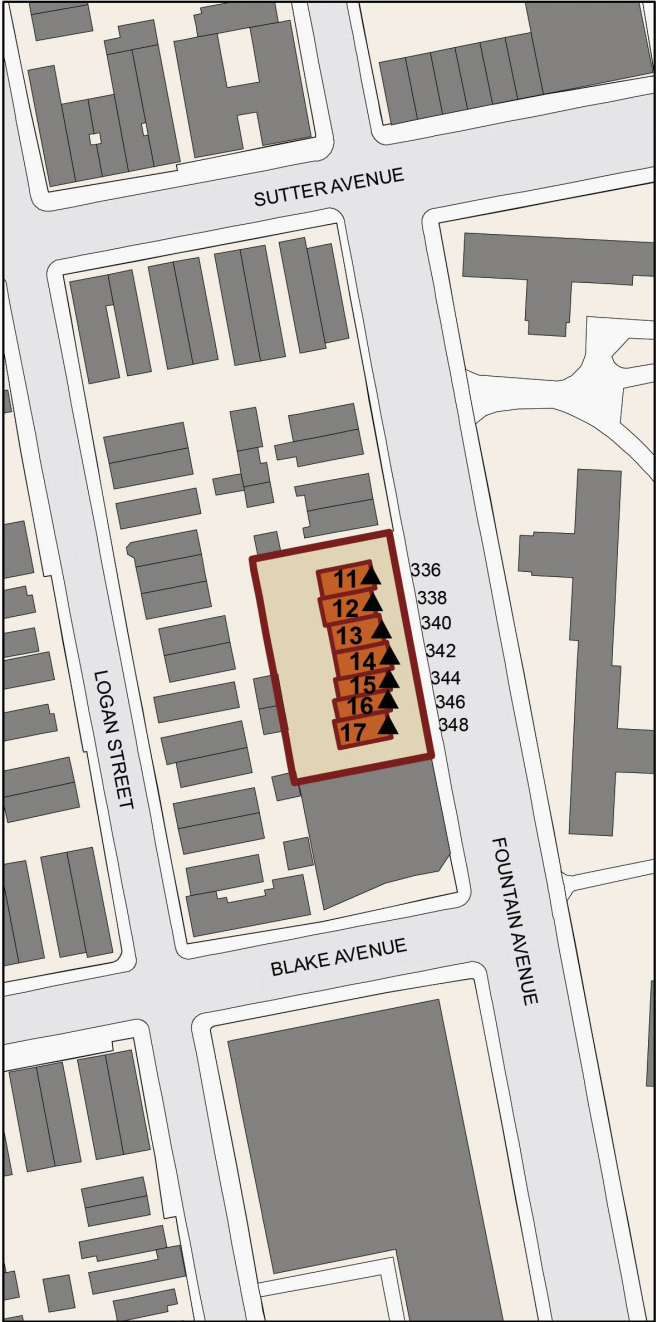 SUTTER AVENUE
11 336
12 338
13 340
14 342
15 344
16 346
17 348
LOGAN STREET
FOUNTAIN AVENUE
BLAKE AVENUE